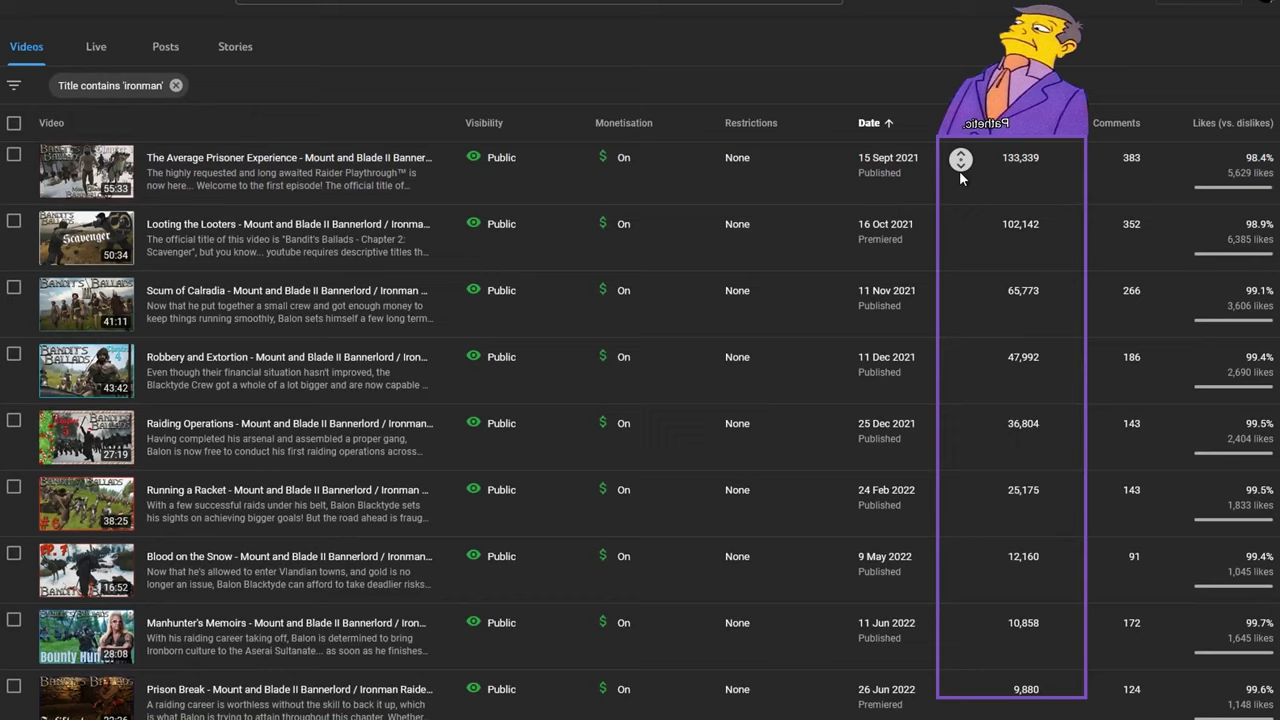 Videos
Live
Posts
Stories
Title contains 'ironman'
Video
Visibility
Monetisation
Restrictions
Date
Pathetic.
Comments
Likes (vs. dislikes)
55:33
The Average Prisoner Experience - Mount and Blade II Banner...
The highly requested and long awaited Raider Playthrough™ is
now here... Welcome to the first episode! The official title of...
Public
On
None
15 Sept 2021
Published
133,339
383
98.4%
5,629 likes
Scavenger
50:34
Looting the Looters - Mount and Blade II Bannerlord / Ironma...
The official title of this video is "Bandit's Ballads - Chapter 2:
Scavenger", but you know... youtube requires descriptive titles th...
Public
On
None
16 Oct 2021
Premiered
102,142
352
98.9%
6,385 likes
BANDIT'S BALLADS
41:11
Scum of Calradia - Mount and Blade II Bannerlord / Ironman ...
Now that he put together a small crew and got enough money to
keep things running smoothly, Balon sets himself a few long term...
Public
On
None
11 Nov 2021
Published
65,773
266
99.1%
3,606 likes
BANDIT'S BALLADS
43:42
Robbery and Extortion - Mount and Blade II Bannerlord / Iron...
Even though their financial situation hasn't improved, the
Blacktyde Crew got a whole of a lot bigger and are now capable ...
Public
On
None
11 Dec 2021
Published
47,992
186
99.4%
2,690 likes
27:19
Raiding Operations - Mount and Blade II Bannerlord / Ironman...
Having completed his arsenal and assembled a proper gang,
Balon is now free to conduct his first raiding operations across...
Public
On
None
25 Dec 2021
Published
36,804
143
99.5%
2,404 likes
#6
38:25
Running a Racket - Mount and Blade II Bannerlord / Ironman ...
With a few successful raids under his belt, Balon Blacktyde sets
his sights on achieving bigger goals! But the road ahead is fraug...
Public
On
None
24 Feb 2022
Published
25,175
143
99.5%
1,833 likes
EP. 7
16:52
Blood on the Snow - Mount and Blade II Bannerlord / Ironman...
Now that he's allowed to enter Vlandian towns, and gold is no
longer an issue, Balon Blacktyde can afford to take deadlier risks...
Public
On
None
9 May 2022
Published
12,160
91
99.4%
1,045 likes
Bounty Hun
28:08
Manhunter's Memoirs - Mount and Blade II Bannerlord / Iron...
With his raiding career taking off, Balon is determined to bring
Ironborn culture to the Aserai Sultanate... as soon as he finishes...
Public
On
None
11 Jun 2022
Published
10,858
172
99.7%
1,645 likes
Prison Break - Mount and Blade II Bannerlord / Ironman Raide...
A raiding career is worthless without the skill to back it up, which
is what Balon is trying to attain throughout this chapter. Whether...
Public
On
None
26 Jun 2022
Premiered
9,880
124
99.6%
1,148 likes